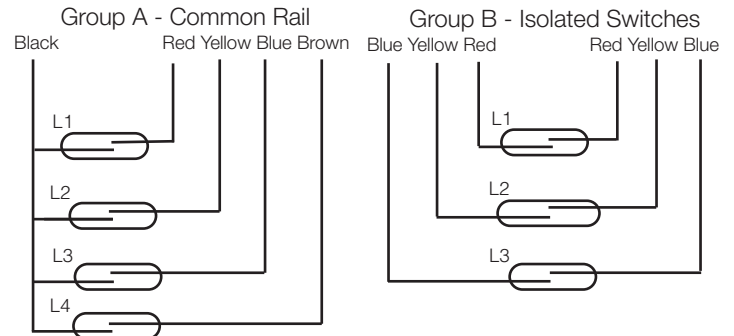 Group A - Common Rail
Black Red Yellow Blue Brown
L1
L2
L3
L4
Group B - Isolated Switches
Blue Yellow Red Red Yellow Blue
L1
L2
L3